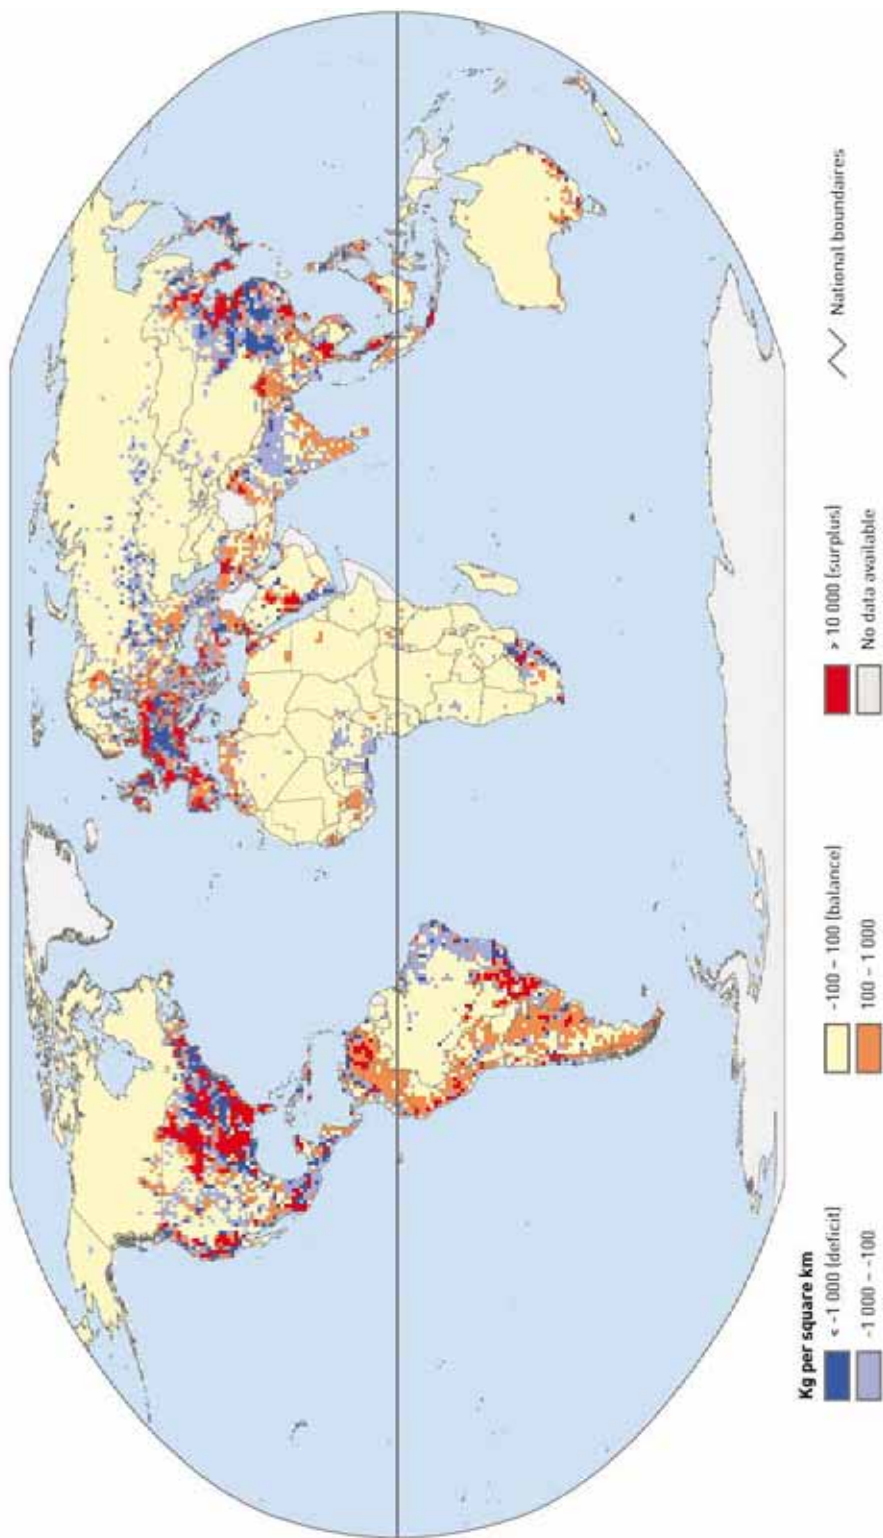 Kg per square km
< -1 000 (deficit)
-1 000 – -100
-100 – 100 (balance)
100 – 1 000
> 10 000 (surplus)
No data available
National boundaires